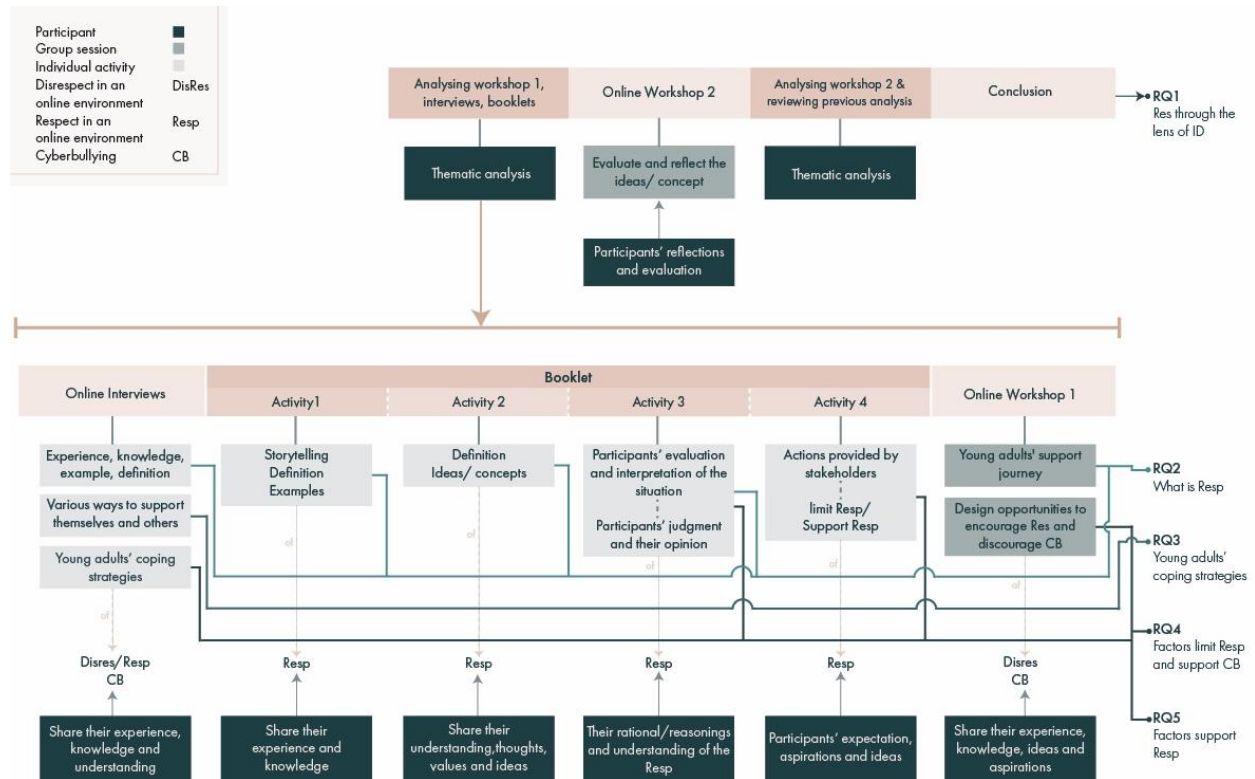 Participant
Group session
Individual activity
Disrespect in an
online environment
DisRes
Respect in an
online environment
Resp
Cyberbullying
CB
Analysing workshop 1,
interviews, booklets
Online Workshop 2
Analysing workshop 2 &
reviewing previous analysis
Conclusion
RQ1
Res through the
lens of ID
Thematic analysis
Evaluate and reflect the
ideas/ concept
Thematic analysis
Participants' reflections
and evaluation
Online Interviews
Booklet
Activity1
Activity 2
Activity 3
Activity 4
Online Workshop 1
Experience, knowledge,
example, definition
Various ways to support
themselves and others
Young adults' coping
strategies
Storytelling
Definition
Examples
Definition
Ideas/ concepts
Participants' evaluation
and interpretation of the
situation
Participants' judgment
and their opinion
Actions provided by
stakeholders
limit Resp/
Support Resp
Young adults' support
journey
Design opportunities to
encourage Res and
discourage CB
RQ2
What is Resp
RQ3
Young adults'
coping strategies
RQ4
Factors limit Resp
and support CB
RQ5
Factors support
Resp
of
of
of
of
of
of
Disres/Resp
CB
Resp
Resp
Resp
Resp
Disres
CB
Share their experience,
knowledge and
understanding
Share their
experience and
knowledge
Share their
understanding,thoughts,
values and ideas
Their rational/reasonings
and understanding of the
Resp
Participants' expectation,
aspirations and ideas
Share their experience,
knowledge, ideas and
aspirations